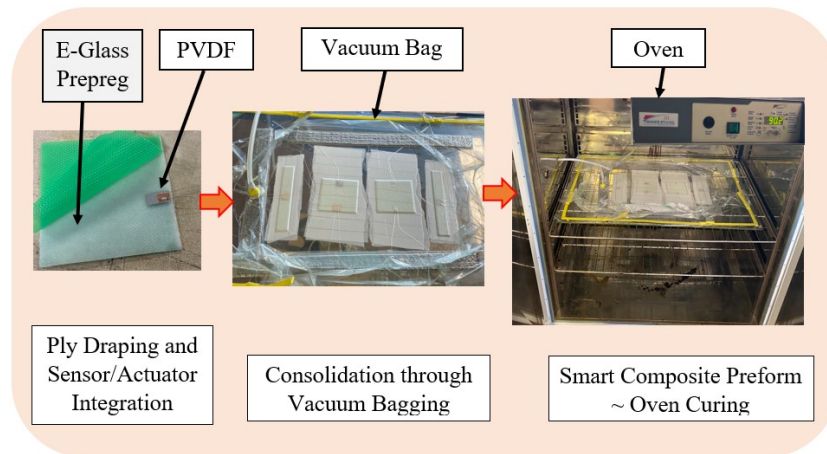 E-Glass
Prepreg
PVDF
Vacuum Bag
Oven
Ply Draping and
Sensor/Actuator
Integration
Consolidation through
Vacuum Bagging
Smart Composite Preform
~ Oven Curing